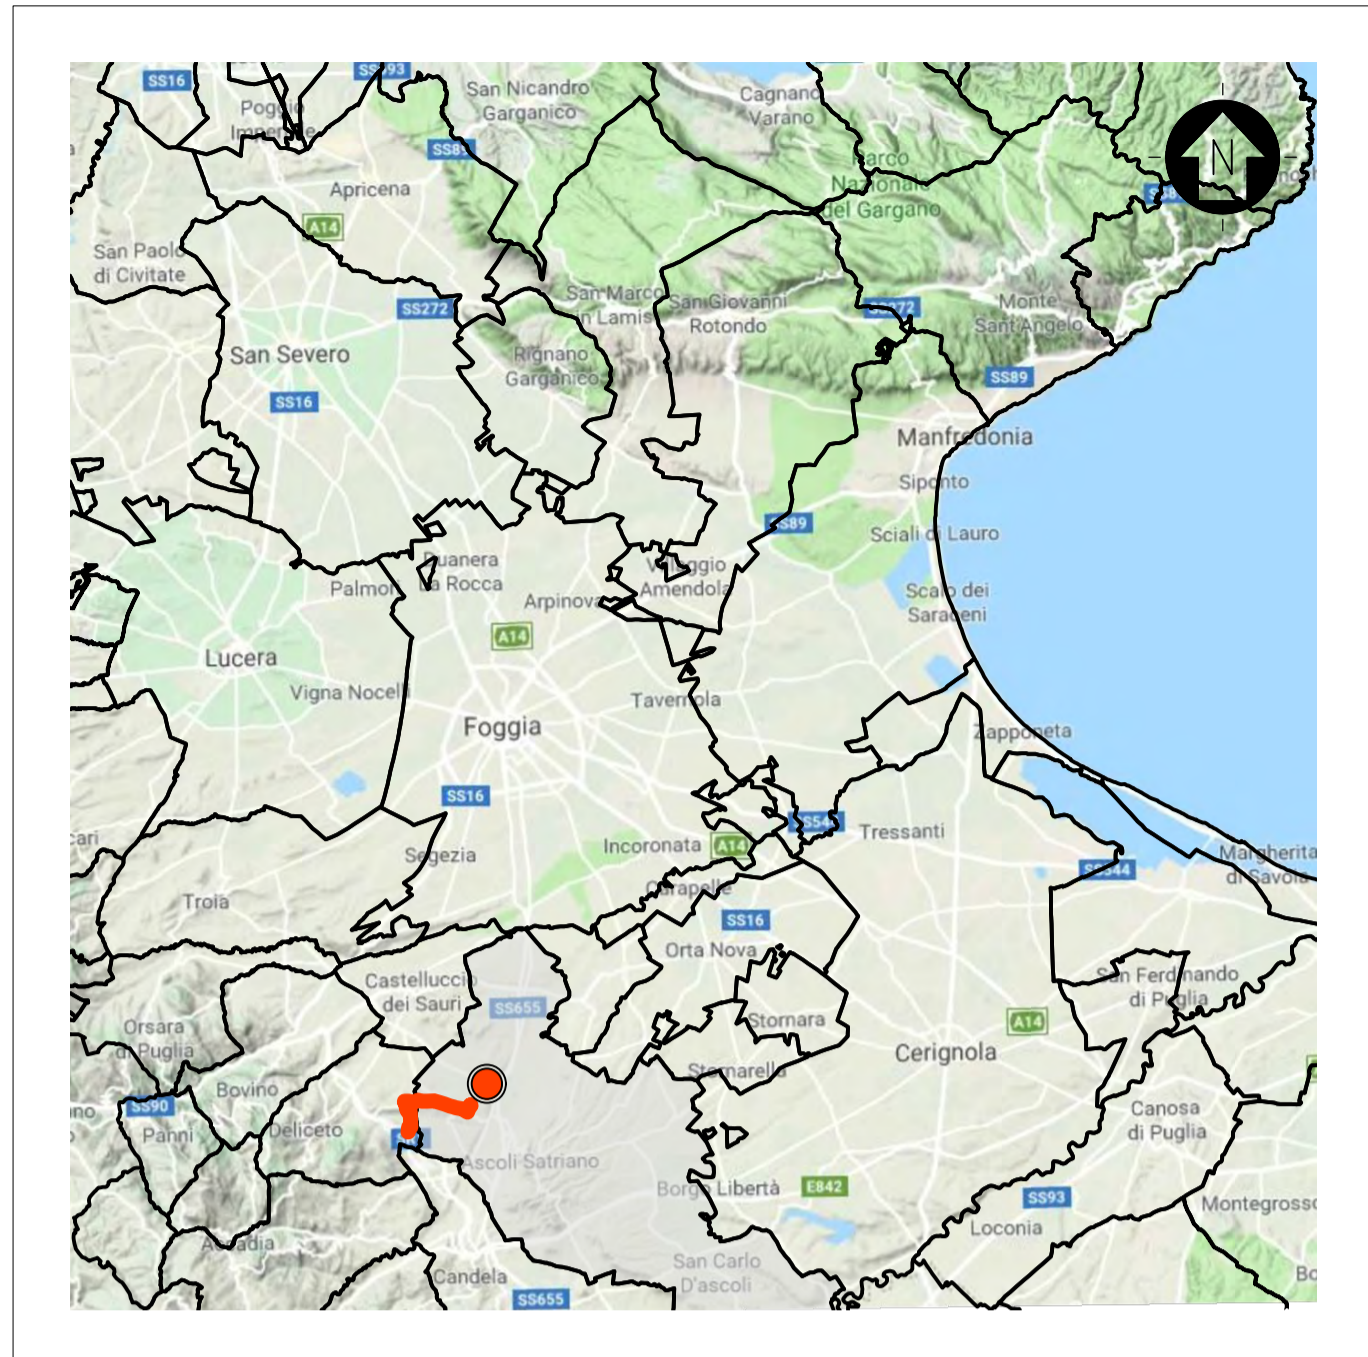 SS16
SS693
San Nicandro
Garganico
Cagnano
Varano
Poggio
Imperiale
SS89
Parco
Nazionale
del Gargano
N
Apricena
A14
San Paolo
di Civitate
SS272
San Marco
in Lamis
San Giovanni
Rotondo
SS272
Monte
Sant'Angelo
San Severo
Rignano
Garganico
SS89
SS16
Manfredonia
Siponto
SS89
Sciali di Lauro
Duanera
La Rocca
Palmori
Villaggio
Amendola
Arpinova
Scalo dei
Saraceni
A14
Lucera
Vigna Nocelli
Tavernola
Foggia
Zapponeta
SS16
SS544
Tressanti
Incoronata
A14
Segezia
Margherita
di Savoia
SS544
Carapelle
Troia
SS16
Orta Nova
Castelluccio
dei Sauri
San Ferdinando
di Puglia
SS655
Orsara
di Puglia
Stornara
A14
Cerignola
Stornarella
Bovino
SS90
Panni
Deliceto
Canosa
di Puglia
Ascoli Satriano
Borgo Libertà
E842
SS93
Montegrosso
Loconia
Accadia
San Carlo
D'ascoli
Candela
SS655